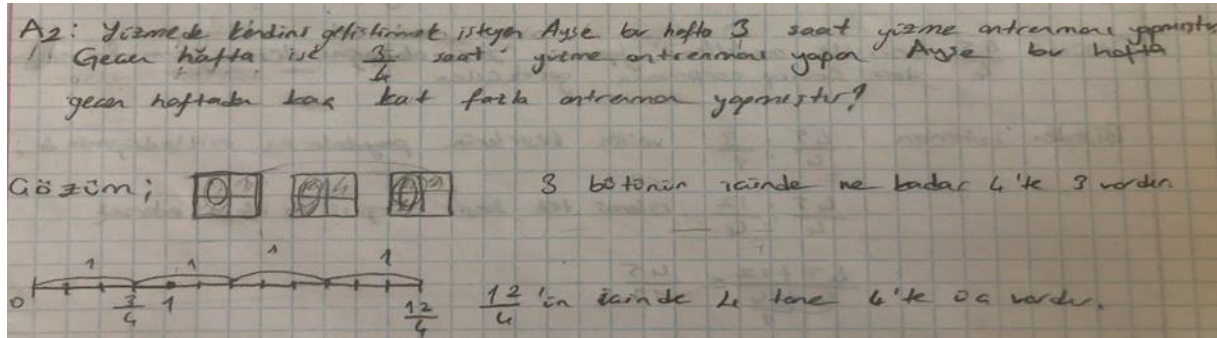 A2: Yüzmede kendini geliştirmek isteyen Ayşe bu hafta 3 saat yüzme antrenmanı yapmıştır.
Geçen hafta ise 3/4 saat yüzme antrenmanı yapan Ayşe bu hafta
geçen haftadan kaç kat fazla antrenman yapmıştır?
Çözüm; 3 bütünün içinde ne kadar 4'te 3 vardır.
1 1 1 1
0 3/4 1 12/4 12/4 'ün içinde 4 tane 4'te üç vardır.